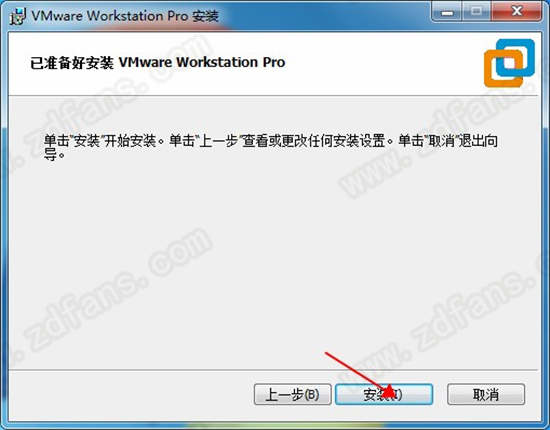 VMware Workstation Pro 安装
已准备好安装 VMware Workstation Pro
单击“安装”开始安装。单击“上一步”查看或更改任何安装设置。单击“取消”退出向
导。
www.zdfans.com
www.zdfans.com
上一步(B)
安装(I)
取消